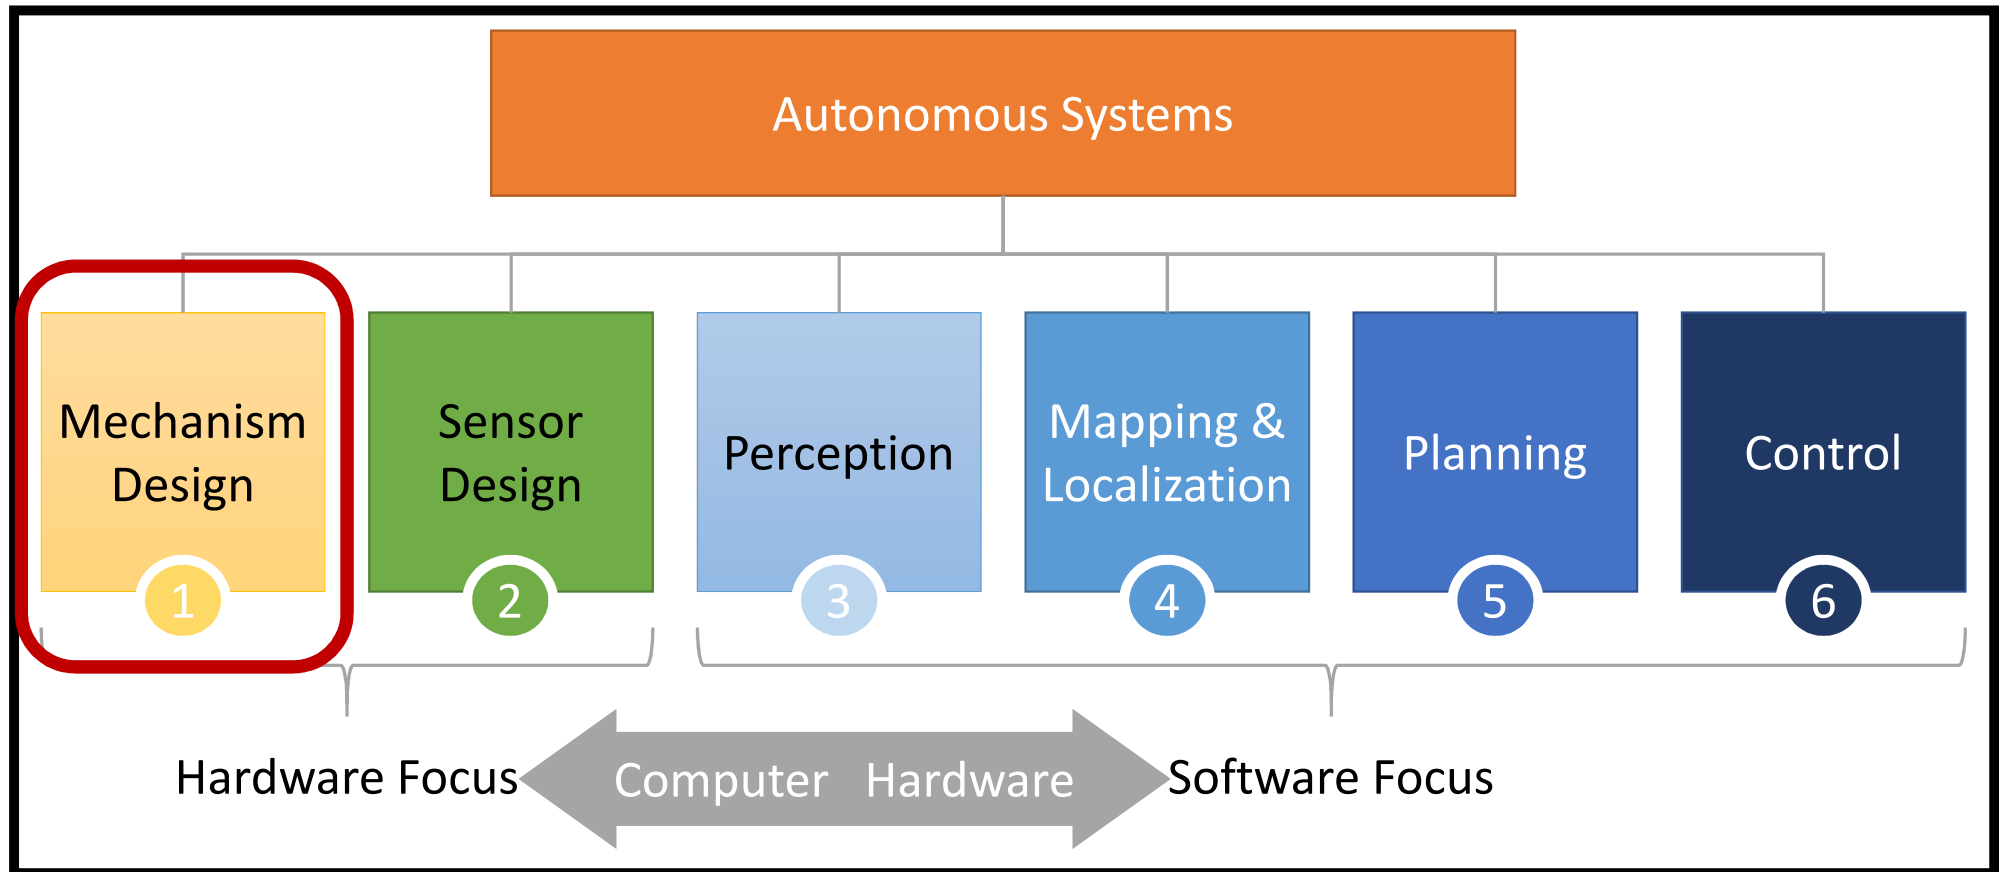 Autonomous Systems
Mechanism
Design
1
Sensor
Design
2
Perception
3
Mapping &
Localization
4
Planning
5
Control
6
Hardware Focus
Computer Hardware
Software Focus